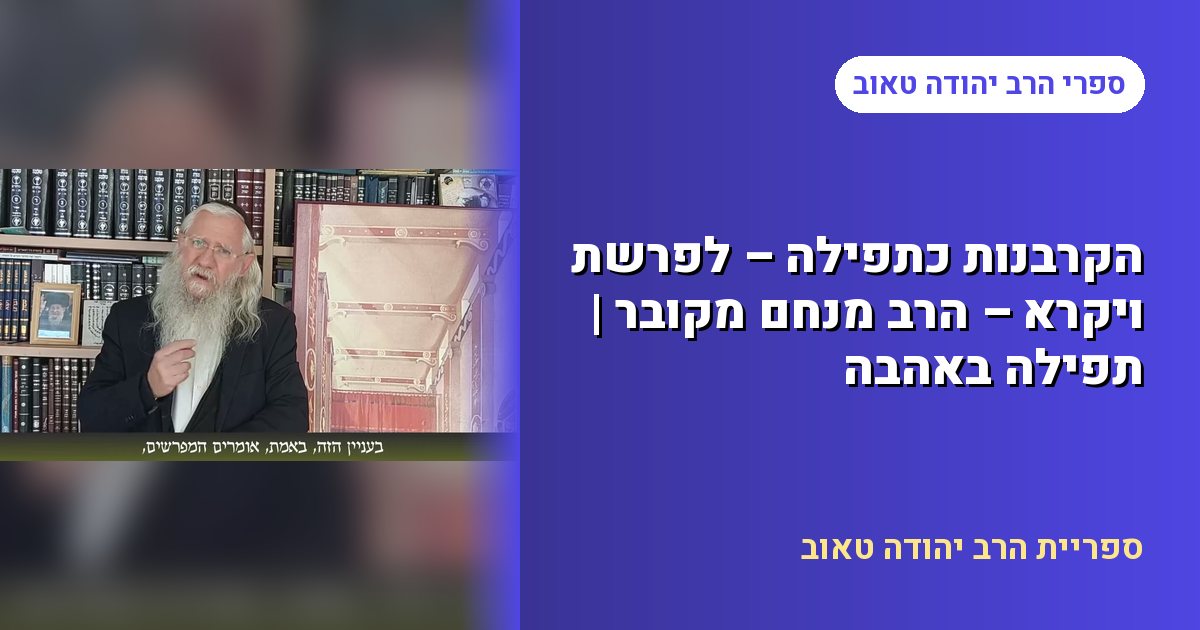 ספרי הרב יהודה טאוב
הקרבנות כתפילה – לפרשת
ויקרא – הרב מנחם מקובר |
תפילה באהבה
בעניין הזה, באמת, אומרים המפרשים,
ספריית הרב יהודה טאוב